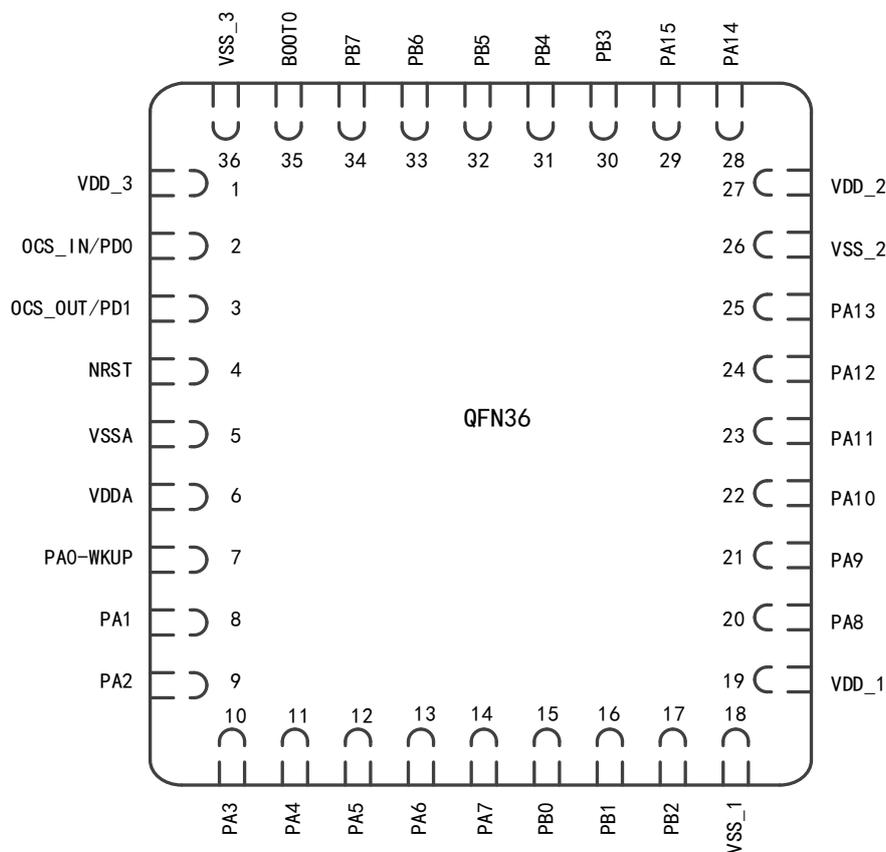 VSS_3 BOOT0 PB7 PB6 PB5 PB4 PB3 PA15 PA14
36 35 34 33 32 31 30 29 28
VDD_3 1 27 VDD_2
OCS_IN/PD0 2 26 VSS_2
OCS_OUT/PD1 3 25 PA13
NRST 4 24 PA12
QFN36
VSSA 5 23 PA11
VDDA 6 22 PA10
PA0-WKUP 7 21 PA9
PA1 8 20 PA8
PA2 9 19 VDD_1
10 11 12 13 14 15 16 17 18
PA3 PA4 PA5 PA6 PA7 PB0 PB1 PB2 VSS_1